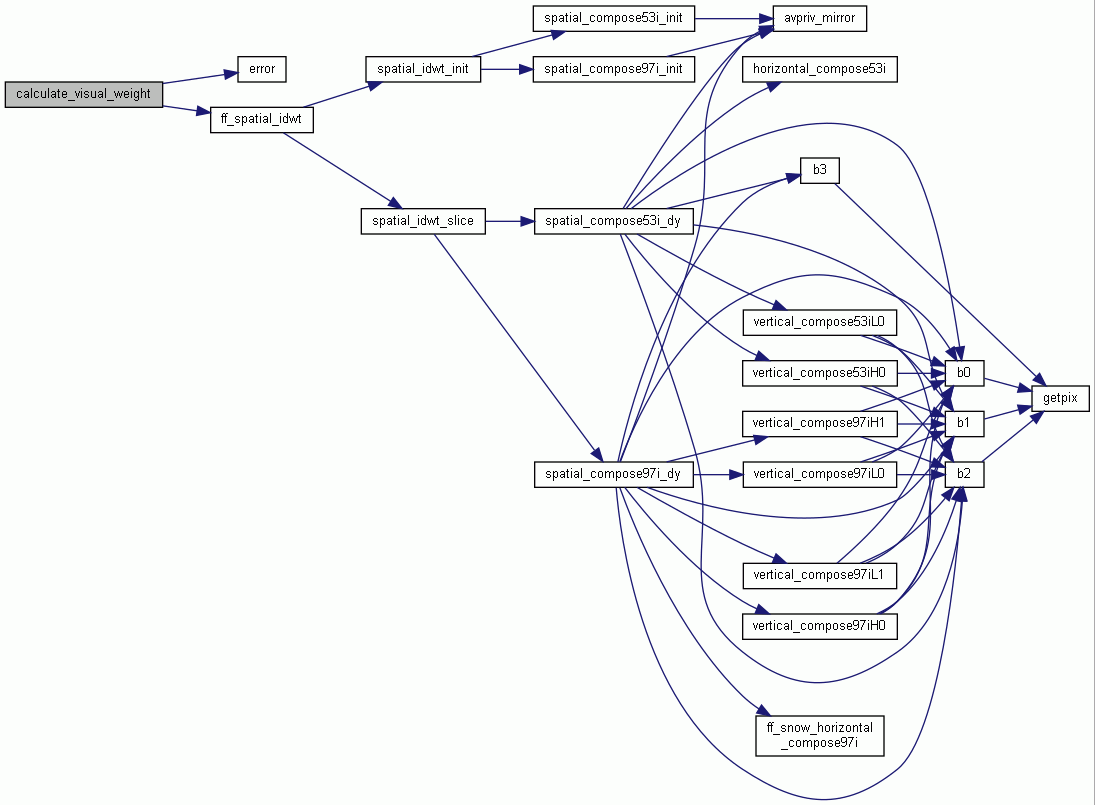 spatial_compose53i_init
avpriv_mirror
error
spatial_idwt_init
spatial_compose97i_init
horizontal_compose53i
calculate_visual_weight
ff_spatial_idwt
b3
spatial_idwt_slice
spatial_compose53i_dy
vertical_compose53iL0
vertical_compose53iH0
b0
getpix
vertical_compose97iH1
b1
spatial_compose97i_dy
vertical_compose97iL0
b2
vertical_compose97iL1
vertical_compose97iH0
ff_snow_horizontal
_compose97i